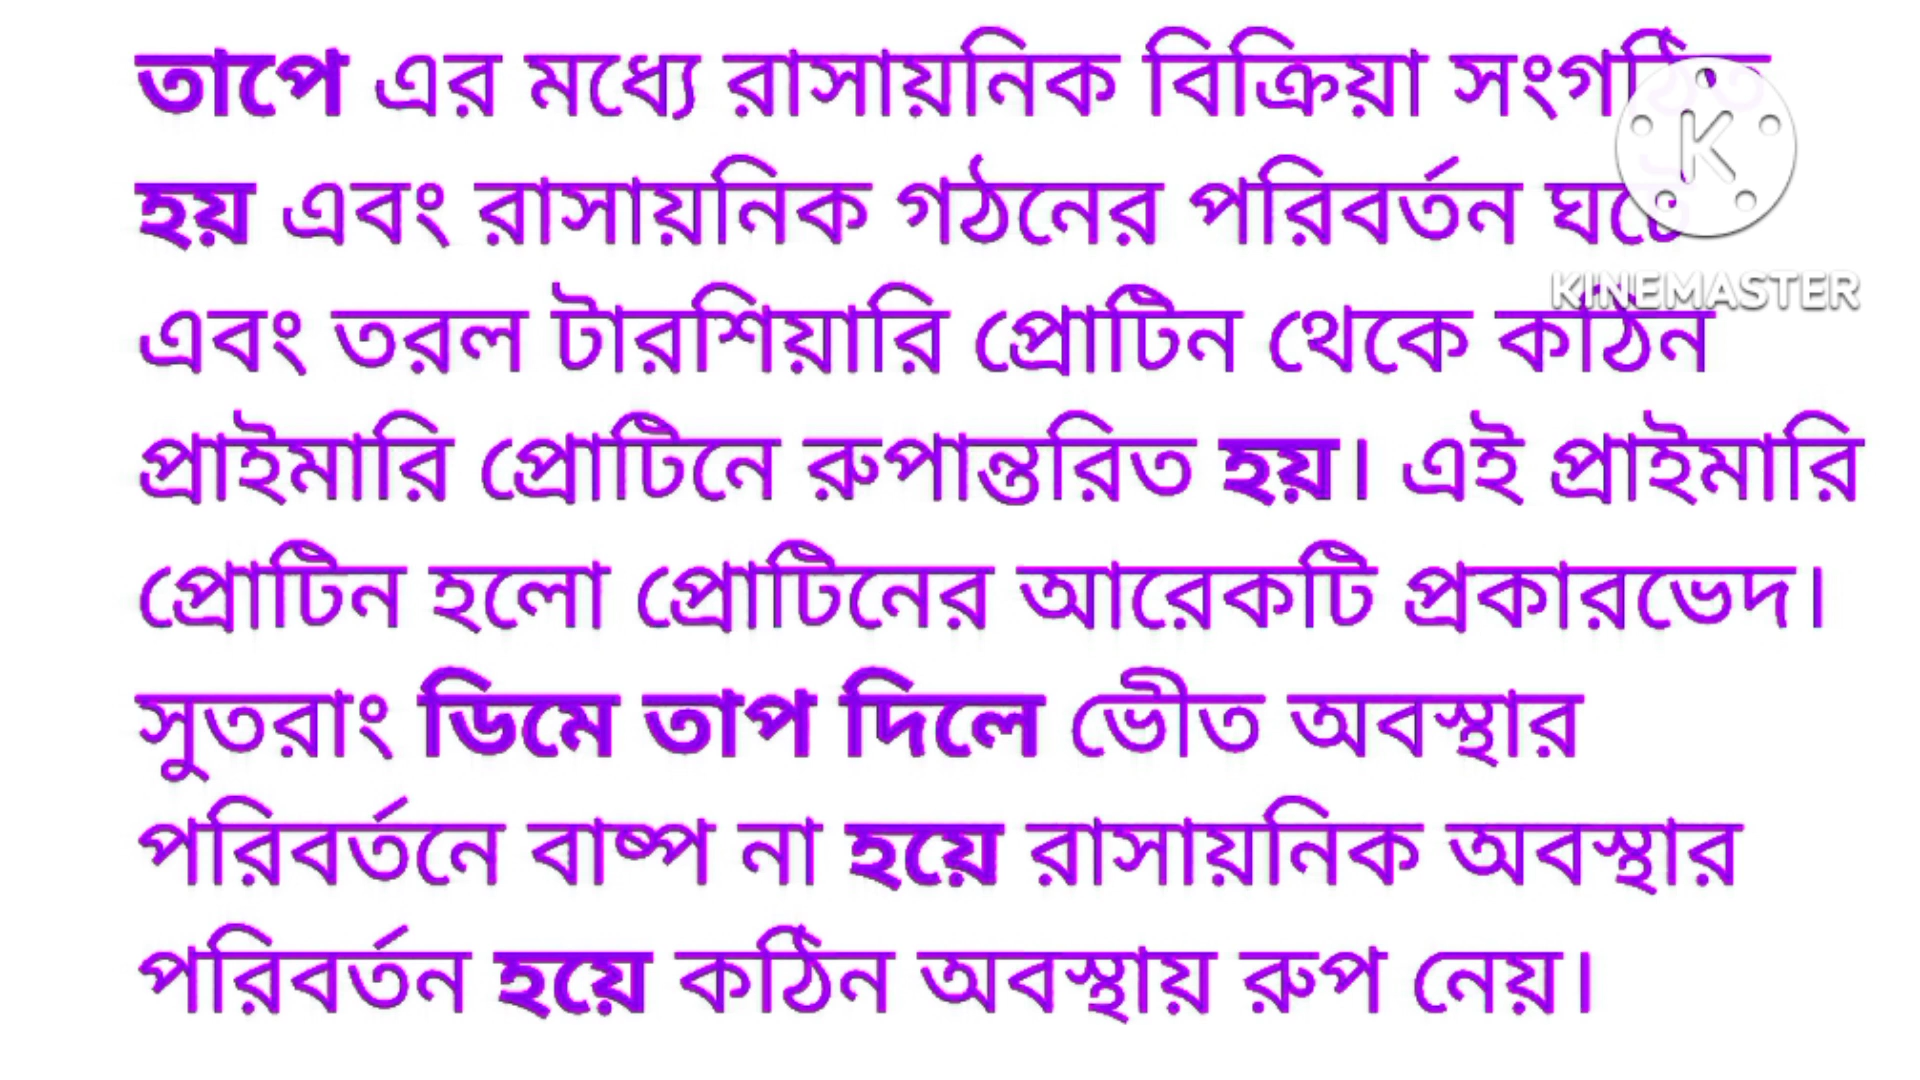 তাপে এর মধ্যে রাসায়নিক বিক্রিয়া সংগঠিত
হয় এবং রাসায়নিক গঠনের পরিবর্তন ঘটে
KINEMASTER
এবং তরল টারশিয়ারি প্রোটিন থেকে কঠিন
প্রাইমারি প্রোটিনে রুপান্তরিত হয়। এই প্রাইমারি
প্রোটিন হলো প্রোটিনের আরেকটি প্রকারভেদ।
সুতরাং ডিমে তাপ দিলে ভৌত অবস্থার
পরিবর্তনে বাষ্প না হয়ে রাসায়নিক অবস্থার
পরিবর্তন হয়ে কঠিন অবস্থায় রুপ নেয়।